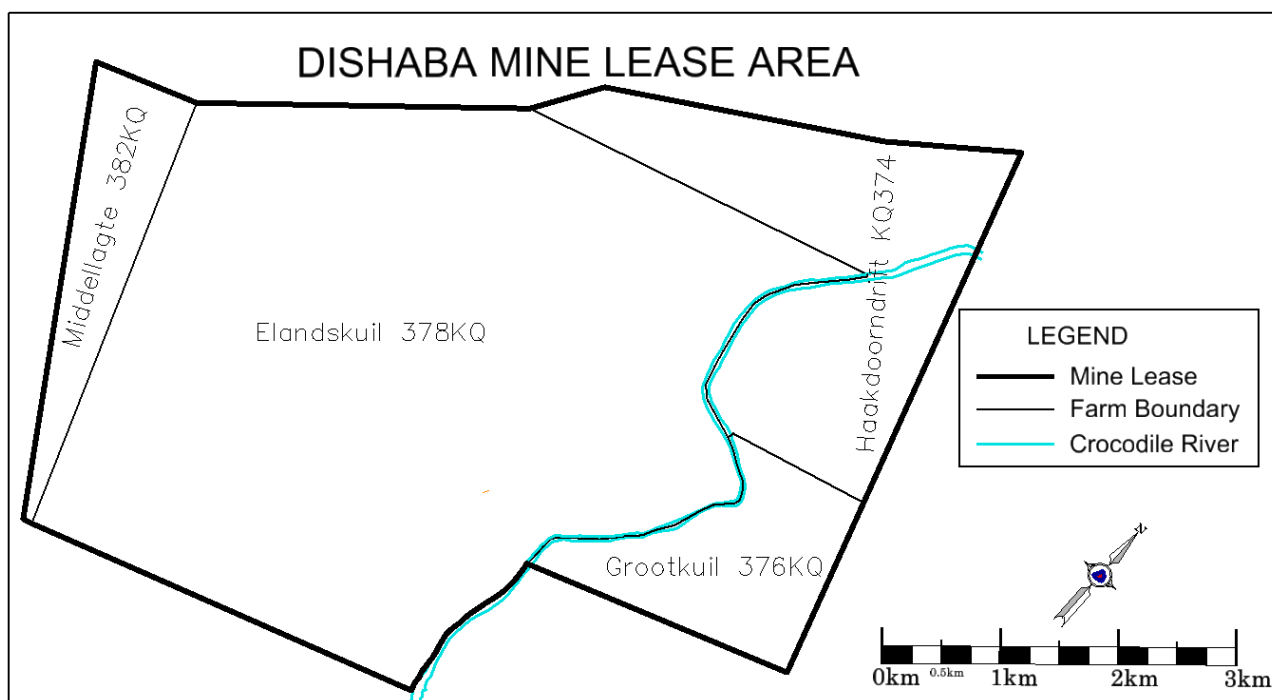 DISHABA MINE LEASE AREA
Middellagte 382KQ
Elandskuil 378KQ
Haakdoorndrift KQ374
Grootkuil 376KQ
LEGEND
Mine Lease
Farm Boundary
Crocodile River
N
0km 0.5km 1km 2km 3km